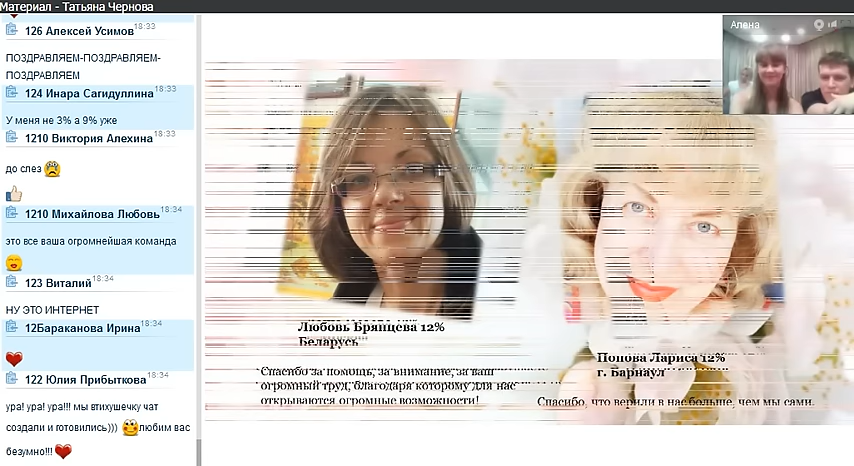 Материал - Татьяна Чернова
126 Алексей Усимов 18:33
ПОЗДРАВЛЯЕМ-ПОЗДРАВЛЯЕМ-
ПОЗДРАВЛЯЕМ
124 Инара Сагидуллина 18:33
У меня не 3% а 9% уже
1210 Виктория Алехина 18:33
до слез
1210 Михайлова Любовь 18:34
это все ваша огромнейшая команда
123 Виталий 18:34
НУ ЭТО ИНТЕРНЕТ
12Бараканова Ирина 18:34
122 Юлия Прибыткова 18:34
ура! ура! ура!!! мы втихушечку чат
создали и готовились))) любим вас
безумно!!!
Алена
Любовь Брянцева 12%
Беларусь
Спасибо за помощь, за внимание, за ваш
огромный труд, благодаря которому для нас
открываются огромные возможности!
Попова Лариса 12%
г. Барнаул
Спасибо, что верили в нас больше, чем мы сами.